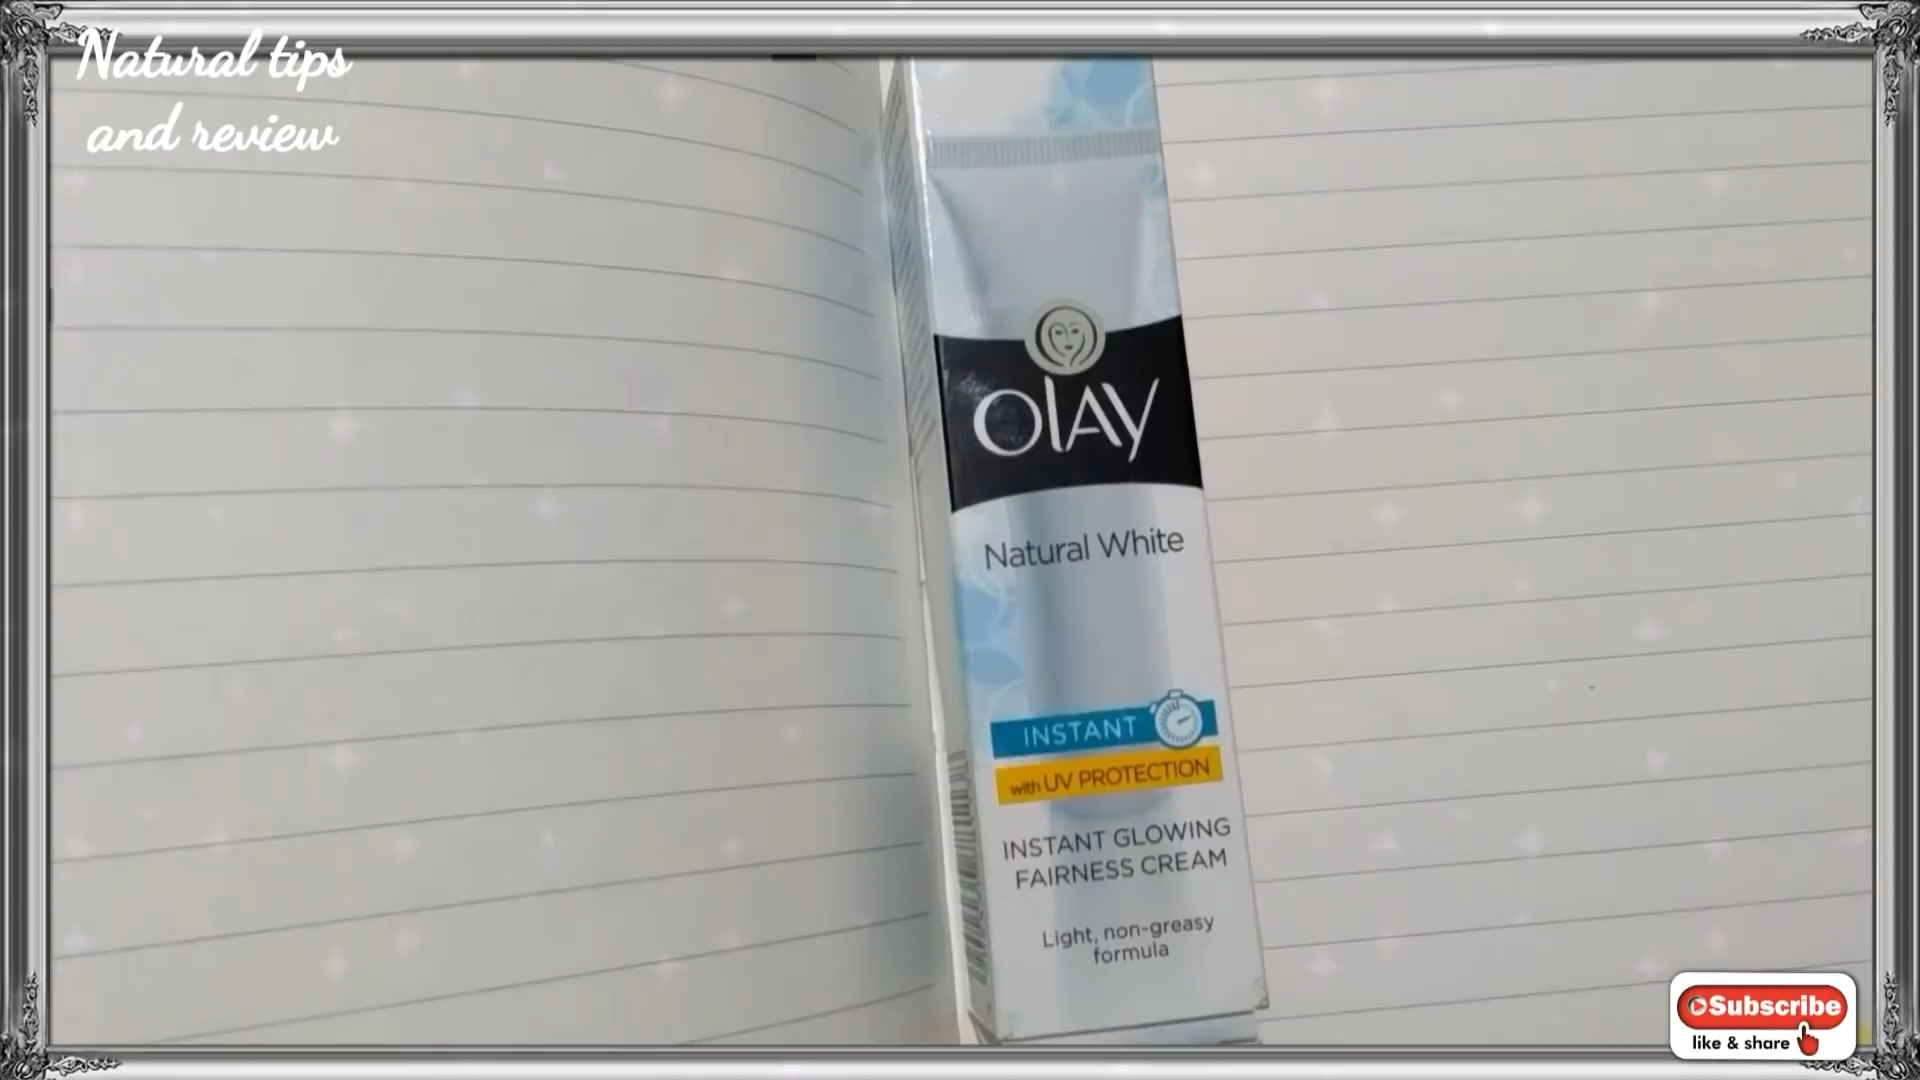 Natural tips
and review
OLAY
Natural White
INSTANT
with UV PROTECTION
INSTANT GLOWING
FAIRNESS CREAM
Light, non-greasy
formula
Subscribe
like & share